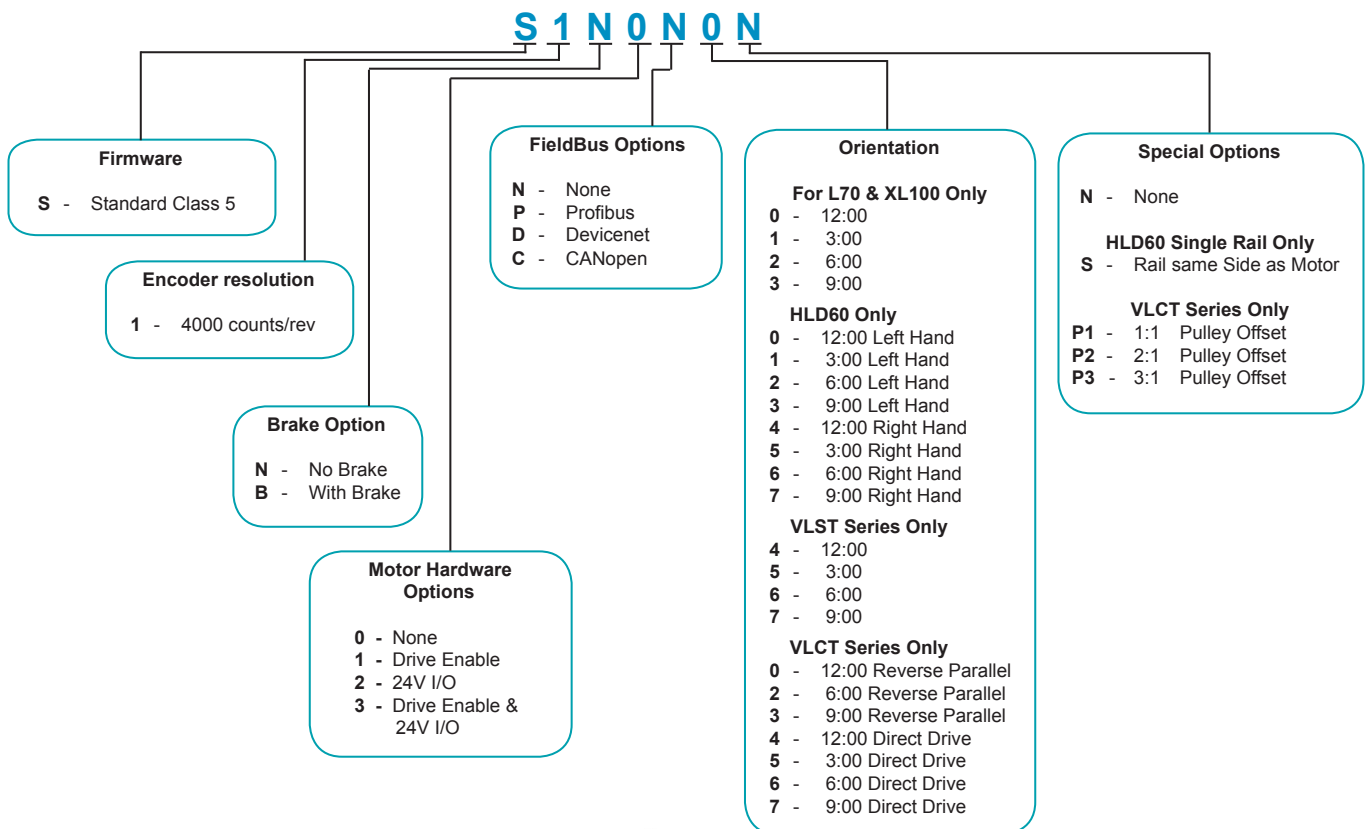 S 1 N 0 N 0 N
Firmware
S - Standard Class 5
Encoder resolution
1 - 4000 counts/rev
Brake Option
N - No Brake
B - With Brake
Motor Hardware
Options
0 - None
1 - Drive Enable
2 - 24V I/O
3 - Drive Enable &
24V I/O
FieldBus Options
N - None
P - Profibus
D - Devicenet
C - CANopen
Orientation
For L70 & XL100 Only
0 - 12:00
1 - 3:00
2 - 6:00
3 - 9:00
HLD60 Only
0 - 12:00 Left Hand
1 - 3:00 Left Hand
2 - 6:00 Left Hand
3 - 9:00 Left Hand
4 - 12:00 Right Hand
5 - 3:00 Right Hand
6 - 6:00 Right Hand
7 - 9:00 Right Hand
VLST Series Only
4 - 12:00
5 - 3:00
6 - 6:00
7 - 9:00
VLCT Series Only
0 - 12:00 Reverse Parallel
2 - 6:00 Reverse Parallel
3 - 9:00 Reverse Parallel
4 - 12:00 Direct Drive
5 - 3:00 Direct Drive
6 - 6:00 Direct Drive
7 - 9:00 Direct Drive
Special Options
N - None
HLD60 Single Rail Only
S - Rail same Side as Motor
VLCT Series Only
P1 - 1:1 Pulley Offset
P2 - 2:1 Pulley Offset
P3 - 3:1 Pulley Offset